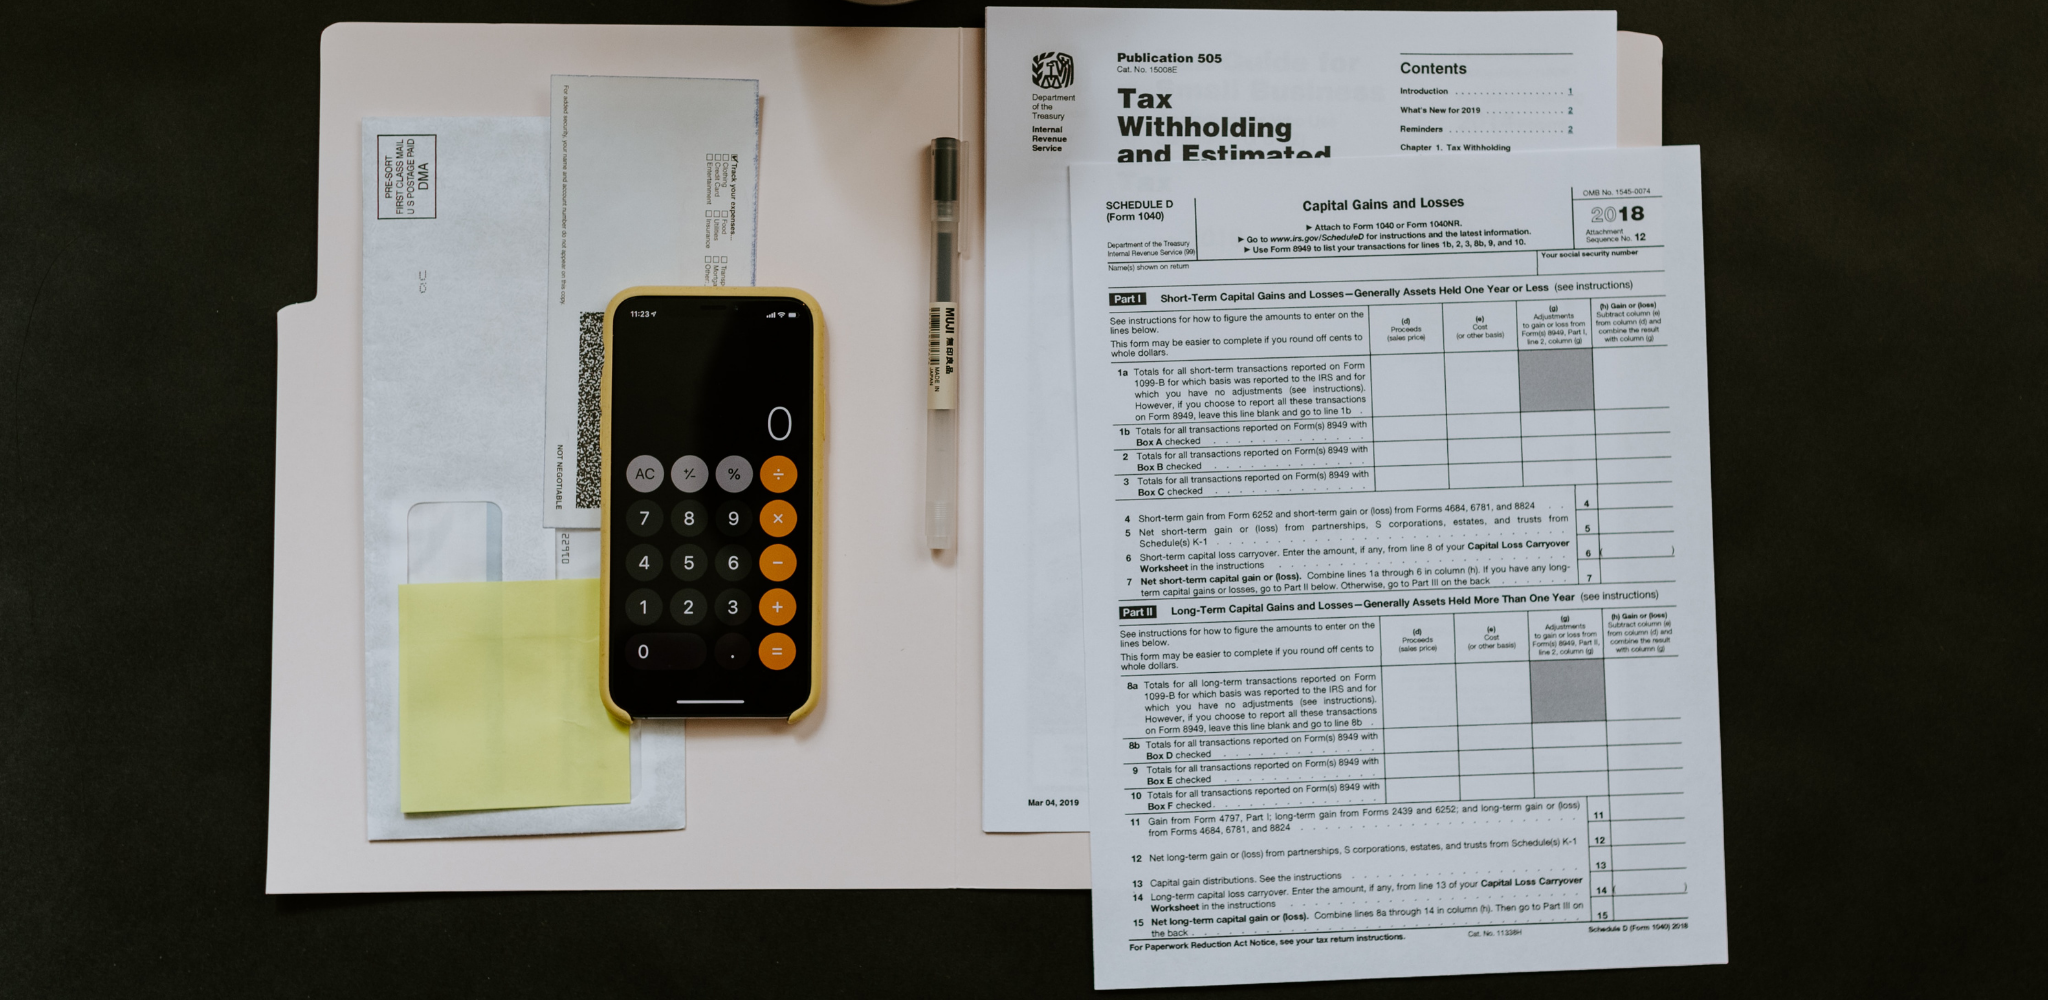 PRE-SORT
FIRST CLASS MAIL
U S POSTAGE PAID
DMA
For added security, your name and account number do not appear on this copy.
Track your expenses...
Clothing
Food
Credit Card
Utilities
Entertainment
Insurance
Other:
NOT NEGOTIABLE
11:23
0
AC +/- % ÷
7 8 9 ×
4 5 6 −
1 2 3 +
0 . =
MUJI 無印良品
MADE IN
JAPAN
Department
of the
Treasury
Internal
Revenue
Service
Publication 505
Cat. No. 15008E
Tax
Withholding
and Estimated
Contents
Introduction . . . . . . . . . . . . . . . . . . . . 1
What's New for 2019 . . . . . . . . . . . . . . 2
Reminders . . . . . . . . . . . . . . . . . . . . . 2
Chapter 1. Tax Withholding
Mar 04, 2019
SCHEDULE D
(Form 1040)
Department of the Treasury
Internal Revenue Service (99)
Capital Gains and Losses
► Attach to Form 1040 or Form 1040NR.
► Go to www.irs.gov/ScheduleD for instructions and the latest information.
► Use Form 8949 to list your transactions for lines 1b, 2, 3, 8b, 9, and 10.
OMB No. 1545-0074
2018
Attachment
Sequence No. 12
Name(s) shown on return
Your social security number
Part I Short-Term Capital Gains and Losses—Generally Assets Held One Year or Less (see instructions)
See instructions for how to figure the amounts to enter on the
lines below.
This form may be easier to complete if you round off cents to
whole dollars.
(d)
Proceeds
(sales price)
(e)
Cost
(or other basis)
(g)
Adjustments
to gain or loss from
Form(s) 8949, Part I,
line 2, column (g)
(h) Gain or (loss)
Subtract column (e)
from column (d) and
combine the result
with column (g)
1a Totals for all short-term transactions reported on Form
1099-B for which basis was reported to the IRS and for
which you have no adjustments (see instructions).
However, if you choose to report all these transactions
on Form 8949, leave this line blank and go to line 1b .
1b Totals for all transactions reported on Form(s) 8949 with
Box A checked
2 Totals for all transactions reported on Form(s) 8949 with
Box B checked
3 Totals for all transactions reported on Form(s) 8949 with
Box C checked
4 Short-term gain from Form 6252 and short-term gain or (loss) from Forms 4684, 6781, and 8824 . . 4
5 Net short-term gain or (loss) from partnerships, S corporations, estates, and trusts from
Schedule(s) K-1 5
6 Short-term capital loss carryover. Enter the amount, if any, from line 8 of your Capital Loss Carryover
Worksheet in the instructions 6 ( )
7 Net short-term capital gain or (loss). Combine lines 1a through 6 in column (h). If you have any long-
term capital gains or losses, go to Part II below. Otherwise, go to Part III on the back 7
Part II Long-Term Capital Gains and Losses—Generally Assets Held More Than One Year (see instructions)
See instructions for how to figure the amounts to enter on the
lines below.
This form may be easier to complete if you round off cents to
whole dollars.
(d)
Proceeds
(sales price)
(e)
Cost
(or other basis)
(g)
Adjustments
to gain or loss from
Form(s) 8949, Part II,
line 2, column (g)
(h) Gain or (loss)
Subtract column (e)
from column (d) and
combine the result
with column (g)
8a Totals for all long-term transactions reported on Form
1099-B for which basis was reported to the IRS and for
which you have no adjustments (see instructions).
However, if you choose to report all these transactions
on Form 8949, leave this line blank and go to line 8b .
8b Totals for all transactions reported on Form(s) 8949 with
Box D checked
9 Totals for all transactions reported on Form(s) 8949 with
Box E checked
10 Totals for all transactions reported on Form(s) 8949 with
Box F checked
11 Gain from Form 4797, Part I; long-term gain from Forms 2439 and 6252; and long-term gain or (loss)
from Forms 4684, 6781, and 8824 11
12 Net long-term gain or (loss) from partnerships, S corporations, estates, and trusts from Schedule(s) K-1 12
13 Capital gain distributions. See the instructions 13
14 Long-term capital loss carryover. Enter the amount, if any, from line 13 of your Capital Loss Carryover
Worksheet in the instructions 14 ( )
15 Net long-term capital gain or (loss). Combine lines 8a through 14 in column (h). Then go to Part III on
the back 15
For Paperwork Reduction Act Notice, see your tax return instructions. Cat. No. 11338H Schedule D (Form 1040) 2018